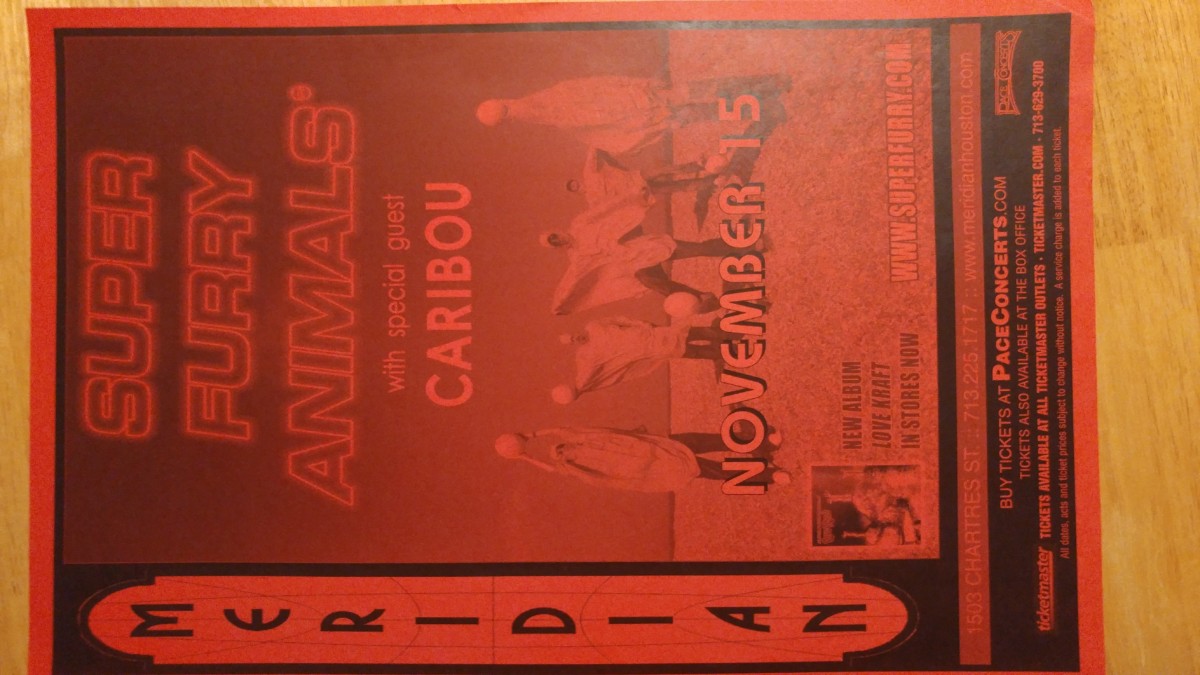 MERIDIAN
SUPER
FURRY
ANIMALS®
with special guest
CARIBOU
NOVEMBER 15
NEW ALBUM
LOVE KRAFT
IN STORES NOW
WWW.SUPERFURRY.COM
1503 CHARTRES ST. :: 713.225.1717 :: www.meridianhouston.com
BUY TICKETS AT PACECONCERTS.COM
TICKETS ALSO AVAILABLE AT THE BOX OFFICE
ticketmaster TICKETS AVAILABLE AT ALL TICKETMASTER OUTLETS · TICKETMASTER.COM · 713-629-3700
All dates, acts and ticket prices subject to change without notice. A service charge is added to each ticket.
PACE CONCERTS